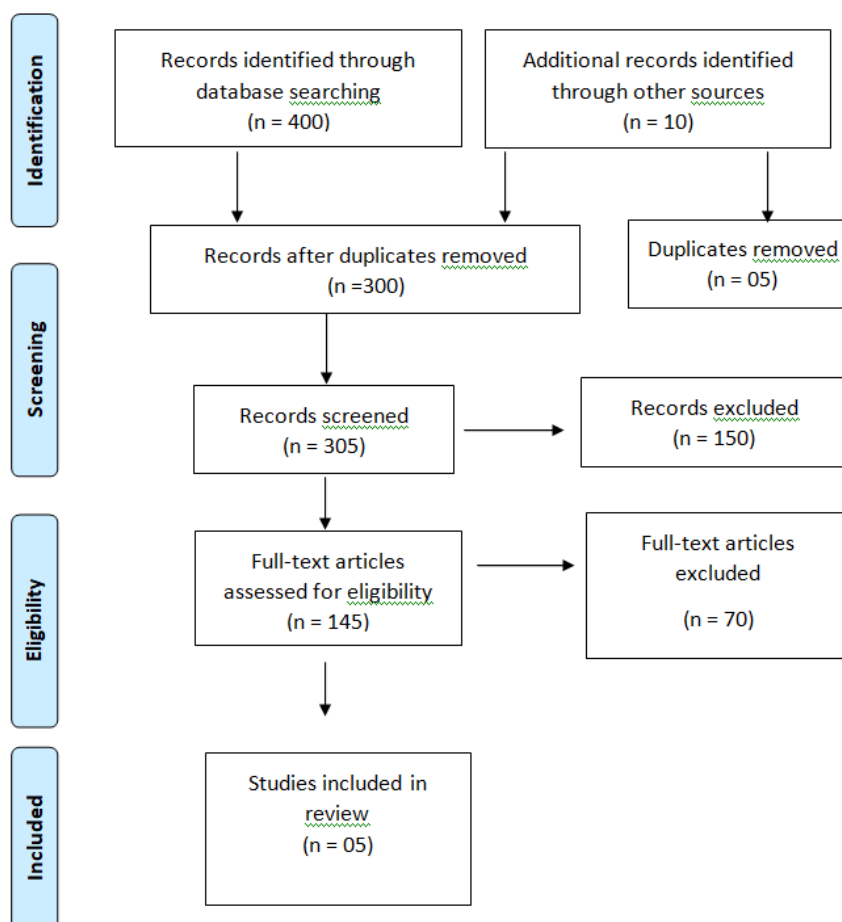 Identification
Records identified through
database searching
(n = 400)
Additional records identified
through other sources
(n = 10)
Records after duplicates removed
(n =300)
Duplicates removed
(n = 05)
Screening
Records screened
(n = 305)
Records excluded
(n = 150)
Eligibility
Full-text articles
assessed for eligibility
(n = 145)
Full-text articles
excluded
(n = 70)
Included
Studies included in
review
(n = 05)